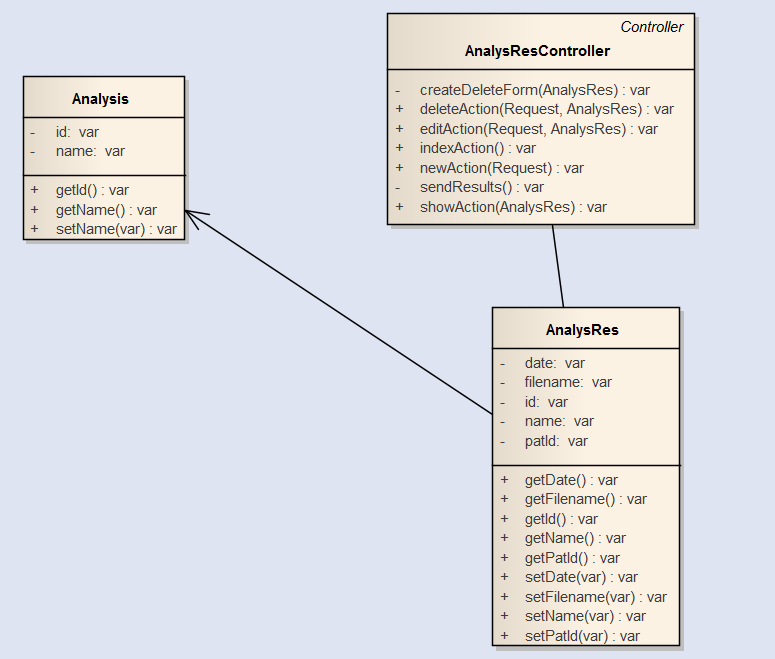 Controller
AnalysResController
- createDeleteForm(AnalysRes) : var
+ deleteAction(Request, AnalysRes) : var
+ editAction(Request, AnalysRes) : var
+ indexAction() : var
+ newAction(Request) : var
- sendResults() : var
+ showAction(AnalysRes) : var
Analysis
- id: var
- name: var
+ getId() : var
+ getName() : var
+ setName(var) : var
AnalysRes
- date: var
- filename: var
- id: var
- name: var
- patId: var
+ getDate() : var
+ getFilename() : var
+ getId() : var
+ getName() : var
+ getPatId() : var
+ setDate(var) : var
+ setFilename(var) : var
+ setName(var) : var
+ setPatId(var) : var